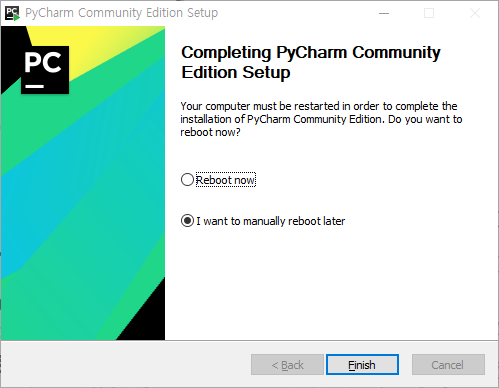 PC
PyCharm Community Edition Setup
PC
Completing PyCharm Community
Edition Setup
Your computer must be restarted in order to complete the
installation of PyCharm Community Edition. Do you want to
reboot now?
Reboot now
I want to manually reboot later
< Back
Finish
Cancel